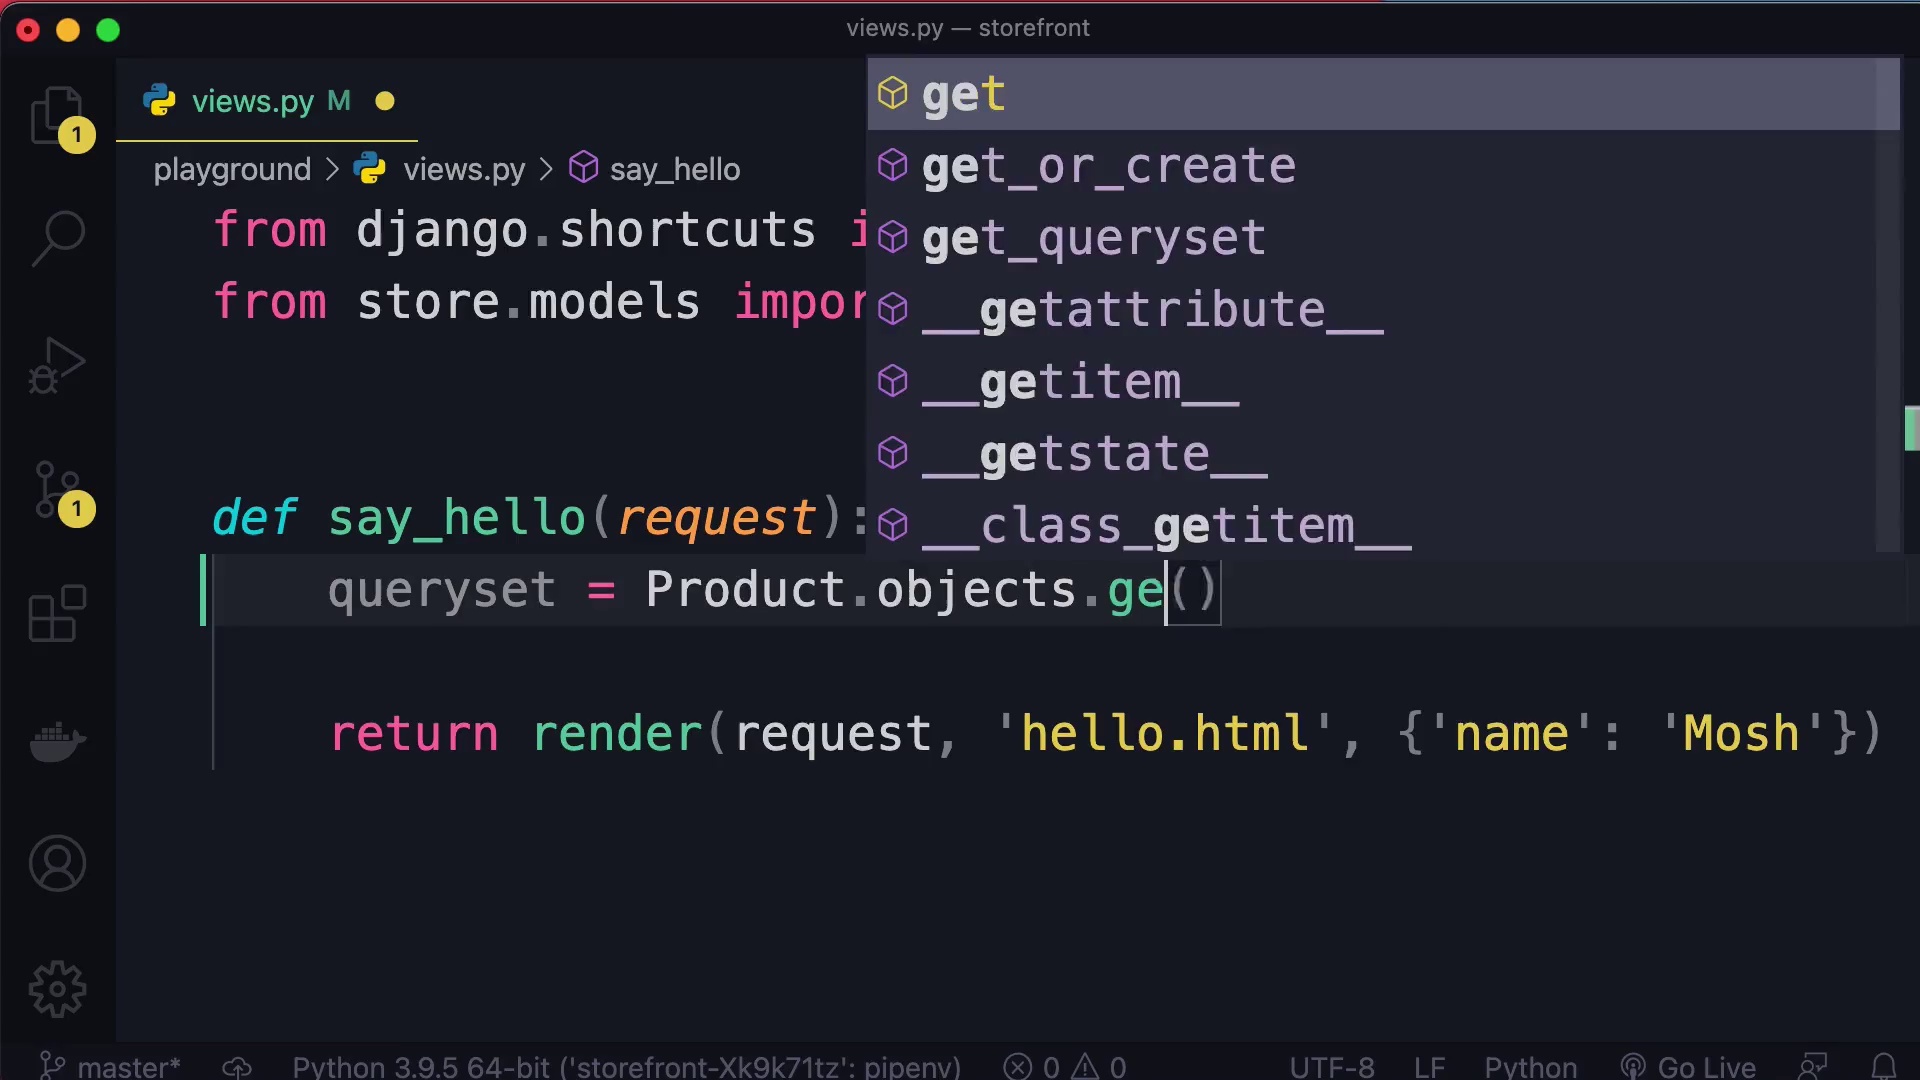 views.py — storefront
views.py M
1
playground > views.py > say_hello
from django.shortcuts i
from store.models impor
get
get_or_create
get_queryset
__getattribute__
__getitem__
__getstate__
__class_getitem__
def say_hello(request):
1
queryset = Product.objects.ge()
return render(request, 'hello.html', {'name': 'Mosh'})
master* Python 3.9.5 64-bit ('storefront-Xk9k71tz': pipenv) 0 0 UTF-8 LF Python Go Live